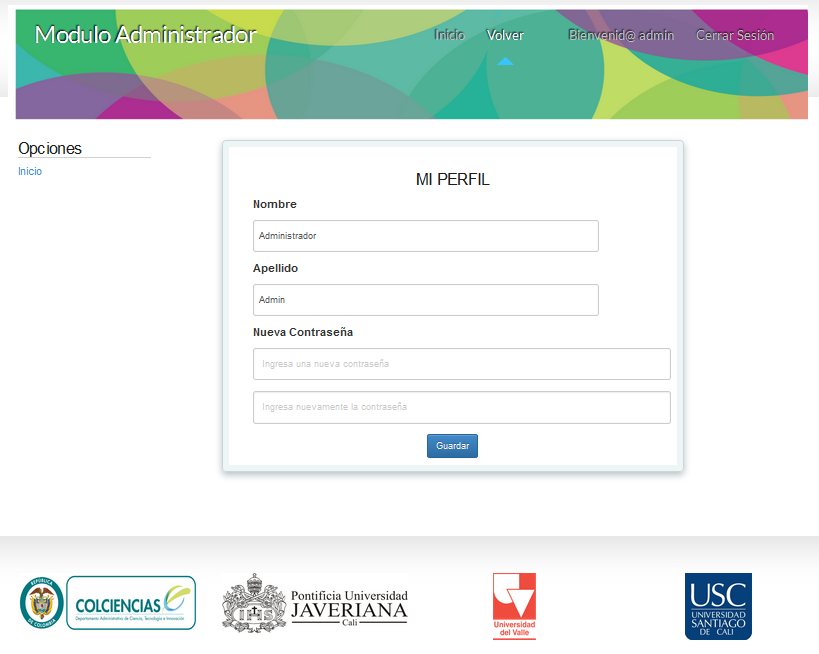 Modulo Administrador
Inicio Volver Bienvenid@ admin Cerrar Sesión
Opciones
Inicio
MI PERFIL
Nombre
Administrador
Apellido
Admin
Nueva Contraseña
Ingresa una nueva contraseña
Ingresa nuevamente la contraseña
Guardar
REPÚBLICA
DE COLOMBIA
COLCIENCIAS
Departamento Administrativo de Ciencia, Tecnología e Innovación
Pontificia Universidad
JAVERIANA
Cali
IHS
Universidad
del Valle
USC
UNIVERSIDAD
SANTIAGO
DE CALI